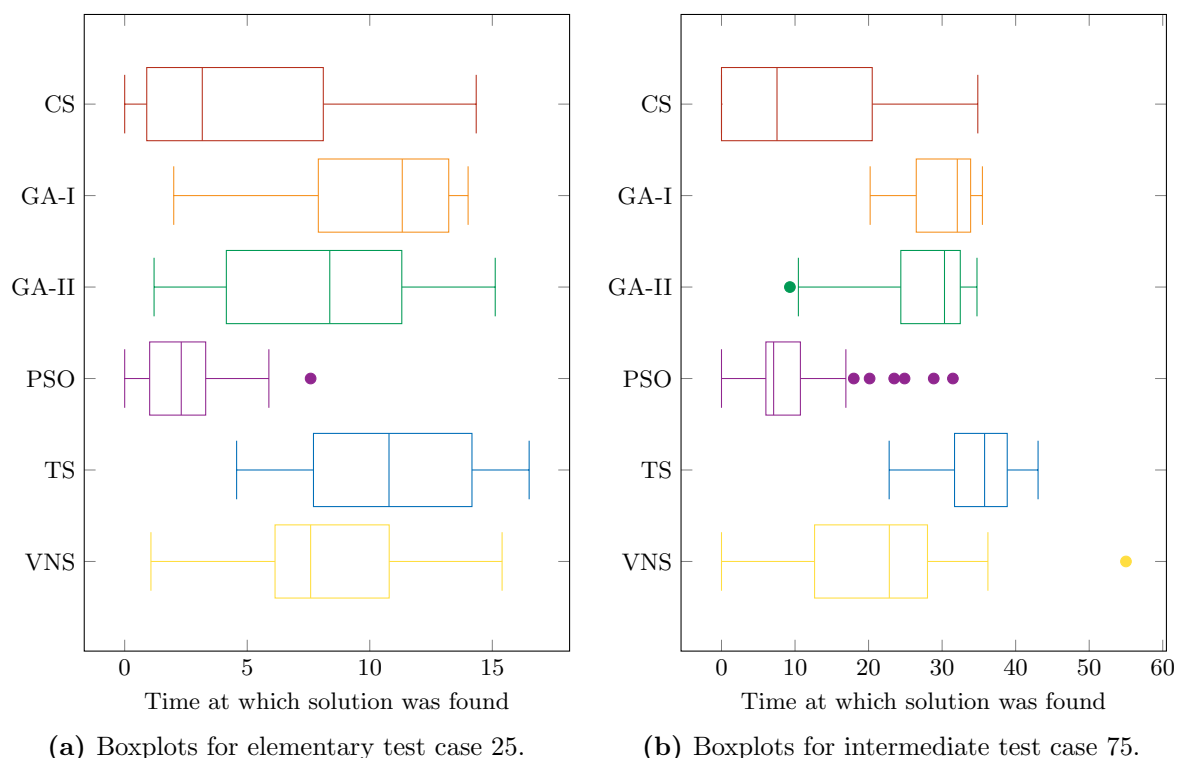 CS
GA-I
GA-II
PSO
TS
VNS
0 5 10 15
Time at which solution was found
(a) Boxplots for elementary test case 25.
CS
GA-I
GA-II
PSO
TS
VNS
0 10 20 30 40 50 60
Time at which solution was found
(b) Boxplots for intermediate test case 75.